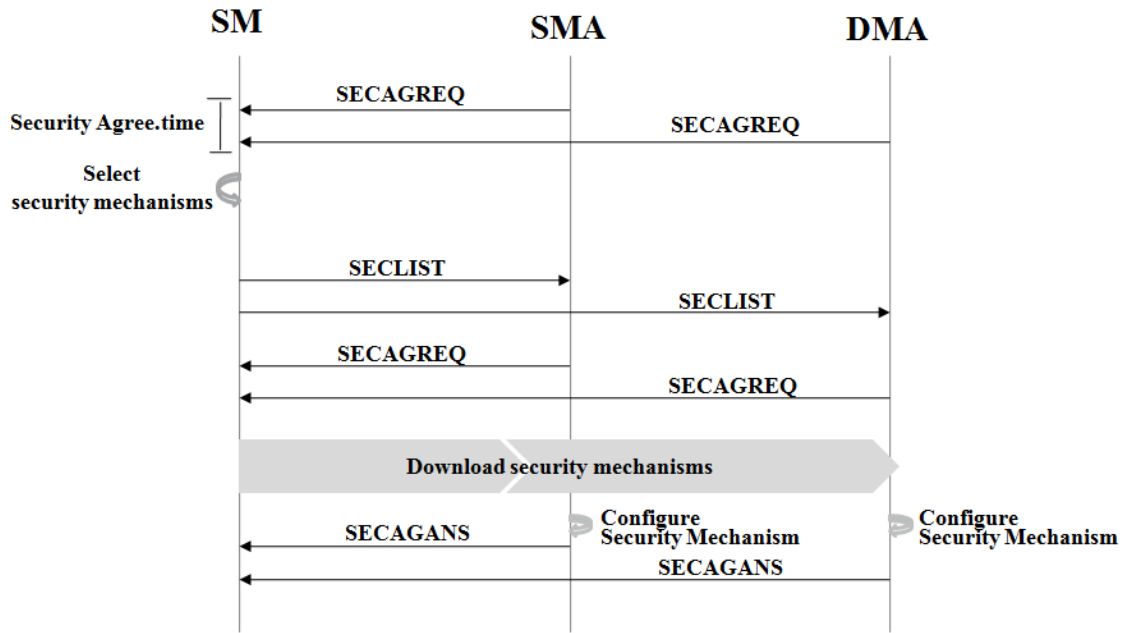 SM
SMA
DMA
SECAGREQ
Security Agree.time
SECAGREQ
Select
security mechanisms
SECLIST
SECLIST
SECAGREQ
SECAGREQ
Download security mechanisms
Configure
Security Mechanism
Configure
Security Mechanism
SECAGANS
SECAGANS